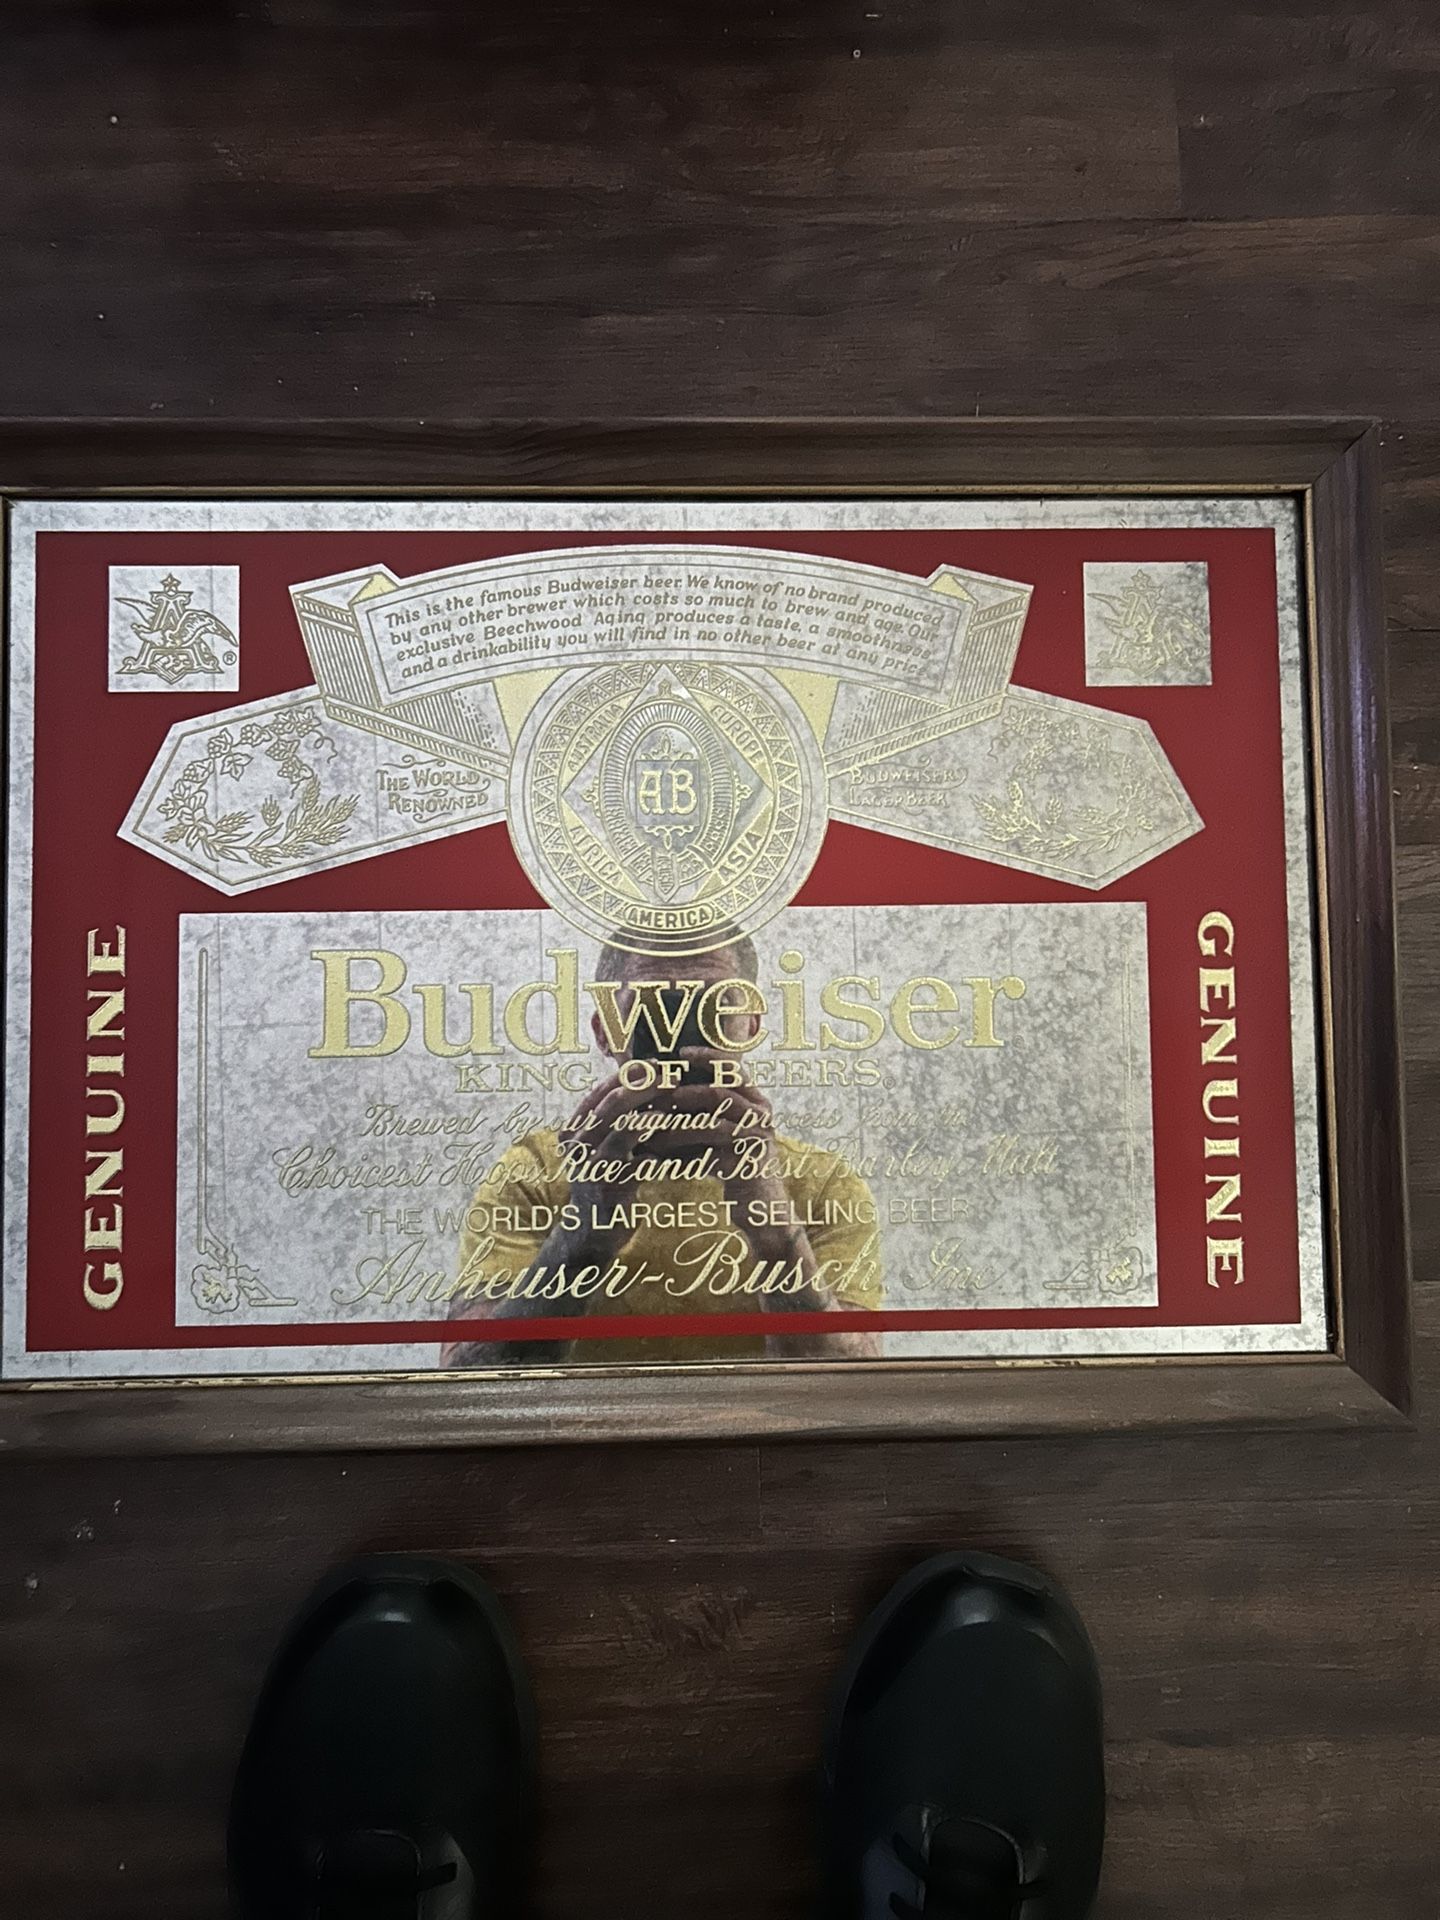 This is the famous Budweiser beer. We know of no brand produced
by any other brewer which costs so much to brew and age. Our
exclusive Beechwood Aging produces a taste, a smoothness
and a drinkability you will find in no other beer at any price
A
®
AUSTRALIA
EUROPE
THE WORLD
RENOWNED
AB
BUDWEISER
LAGER BEER
AFRICA
ASIA
AMERICA
GENUINE
GENUINE
Budweiser
KING OF BEERS®
Brewed by our original process from the
Choicest Hops, Rice and Best Barley Malt
THE WORLD'S LARGEST SELLING BEER
Anheuser-Busch, Inc.